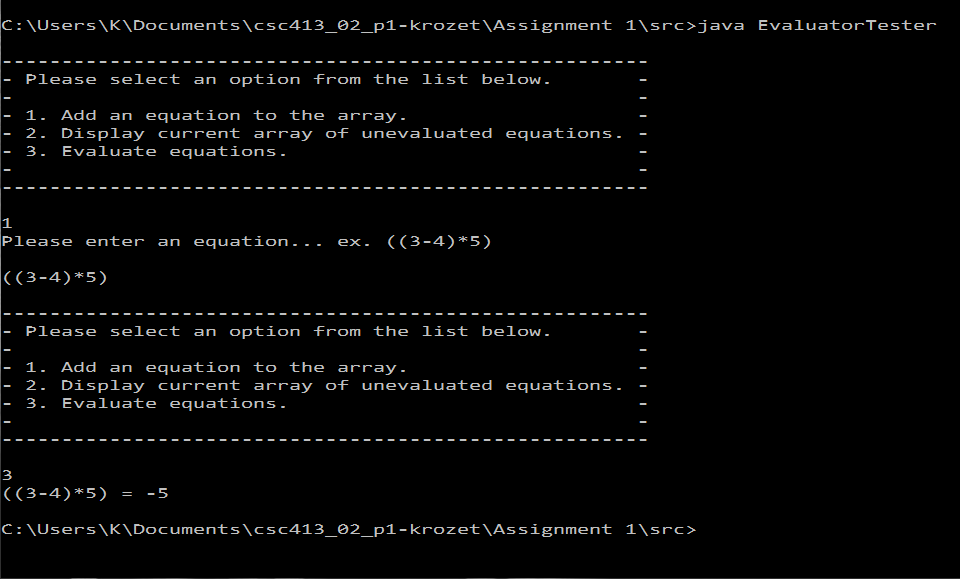 C:\Users\K\Documents\csc413_02_p1-krozet\Assignment 1\src>java EvaluatorTester
------------------------------------------------------
- Please select an option from the list below.       -
-                                                    -
- 1. Add an equation to the array.                   -
- 2. Display current array of unevaluated equations. -
- 3. Evaluate equations.                             -
-                                                    -
------------------------------------------------------
1
Please enter an equation... ex. ((3-4)*5)
((3-4)*5)
------------------------------------------------------
- Please select an option from the list below.       -
-                                                    -
- 1. Add an equation to the array.                   -
- 2. Display current array of unevaluated equations. -
- 3. Evaluate equations.                             -
-                                                    -
------------------------------------------------------
3
((3-4)*5) = -5
C:\Users\K\Documents\csc413_02_p1-krozet\Assignment 1\src>